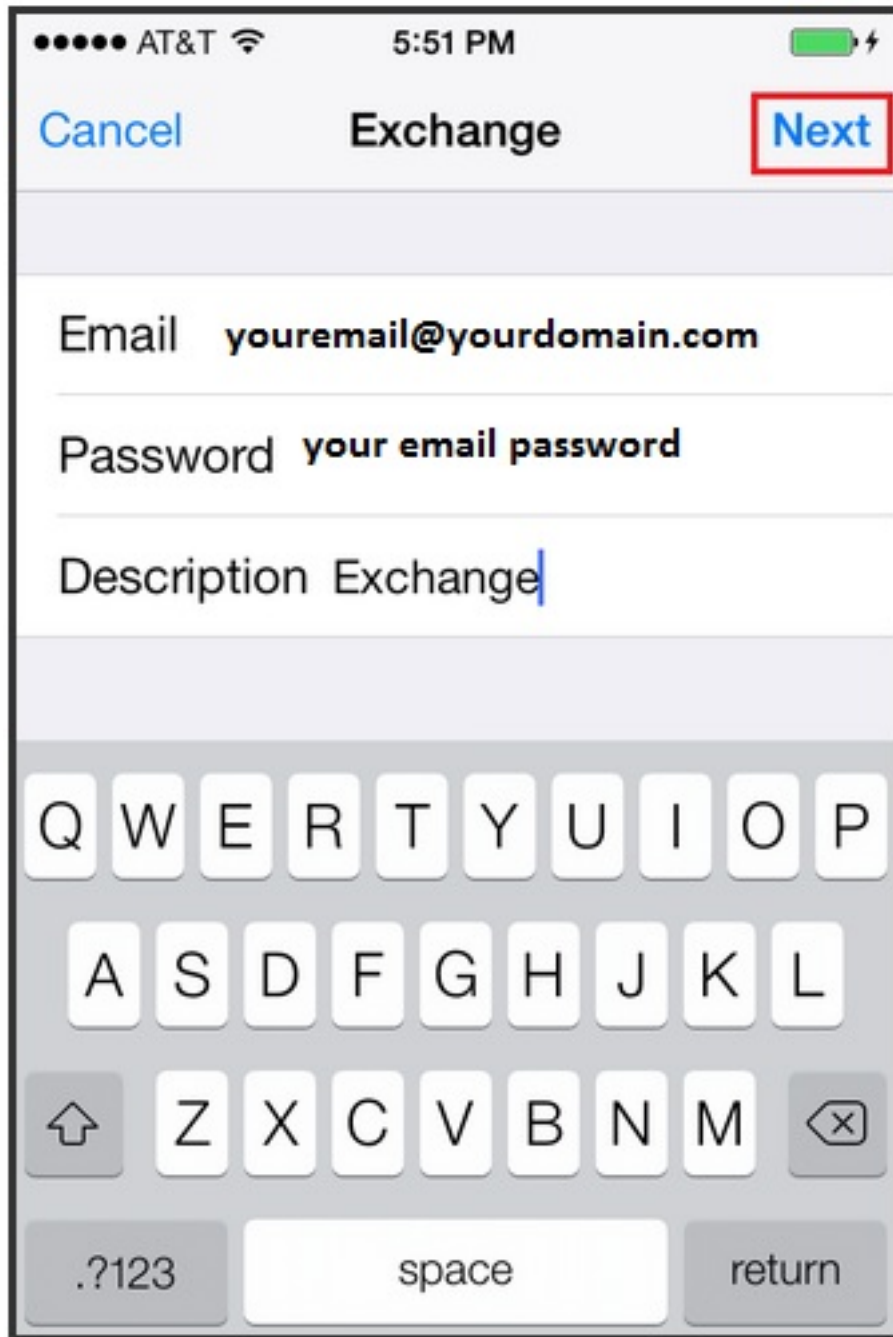 AT&T 5:51 PM
Cancel Exchange Next
Email youremail@yourdomain.com
Password your email password
Description Exchange
Q W E R T Y U I O P
A S D F G H J K L
Z X C V B N M
.?123 space return